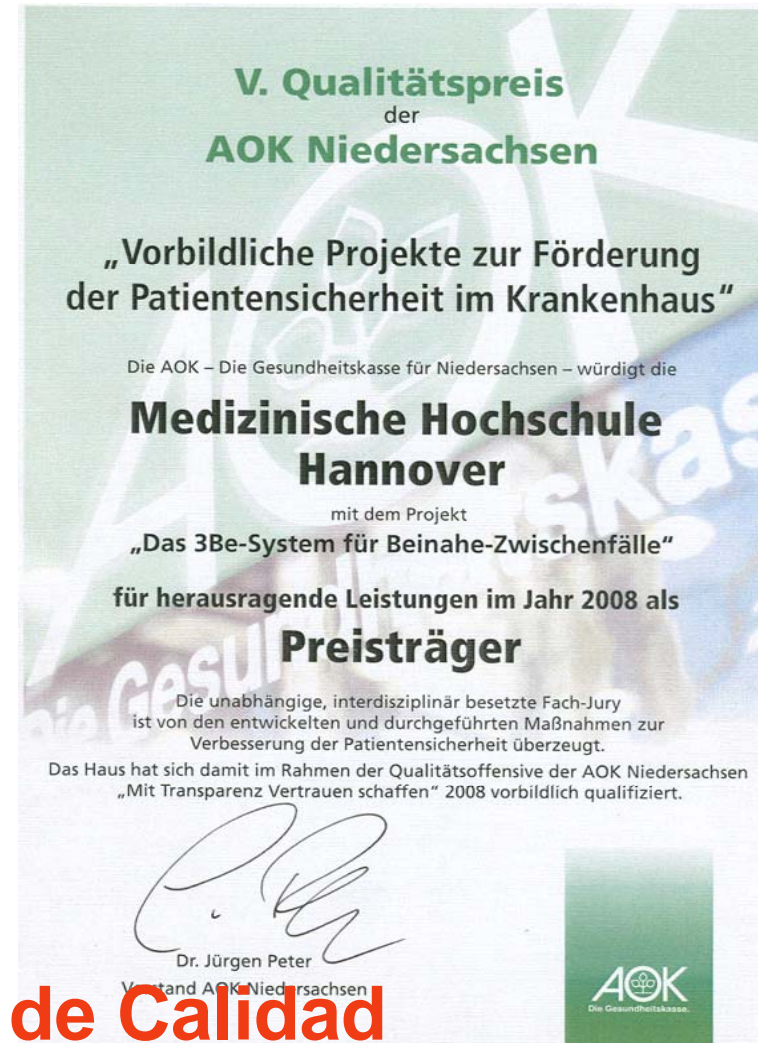 V. Qualitätspreis
der
AOK Niedersachsen
„Vorbildliche Projekte zur Förderung
der Patientensicherheit im Krankenhaus“
Die AOK – Die Gesundheitskasse für Niedersachsen – würdigt die
Medizinische Hochschule
Hannover
mit dem Projekt
„Das 3Be-System für Beinahe-Zwischenfälle“
für herausragende Leistungen im Jahr 2008 als
Preisträger
Die unabhängige, interdisziplinär besetzte Fach-Jury
ist von den entwickelten und durchgeführten Maßnahmen zur
Verbesserung der Patientensicherheit überzeugt.
Das Haus hat sich damit im Rahmen der Qualitätsoffensive der AOK Niedersachsen
„Mit Transparenz Vertrauen schaffen“ 2008 vorbildlich qualifiziert.
Dr. Jürgen Peter
Vorstand AOK Niedersachsen
de Calidad
AOK
Die Gesundheitskasse.